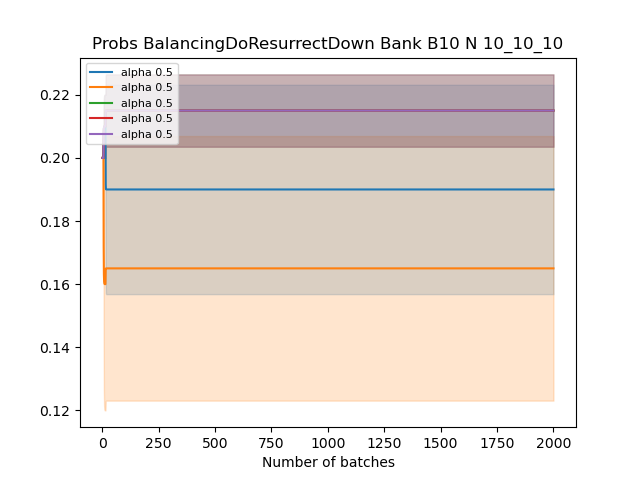 Probs BalancingDoResurrectDown Bank B10 N 10_10_10
alpha 0.5
alpha 0.5
alpha 0.5
alpha 0.5
alpha 0.5
0.22
0.20
0.18
0.16
0.14
0.12
0 250 500 750 1000 1250 1500 1750 2000
Number of batches